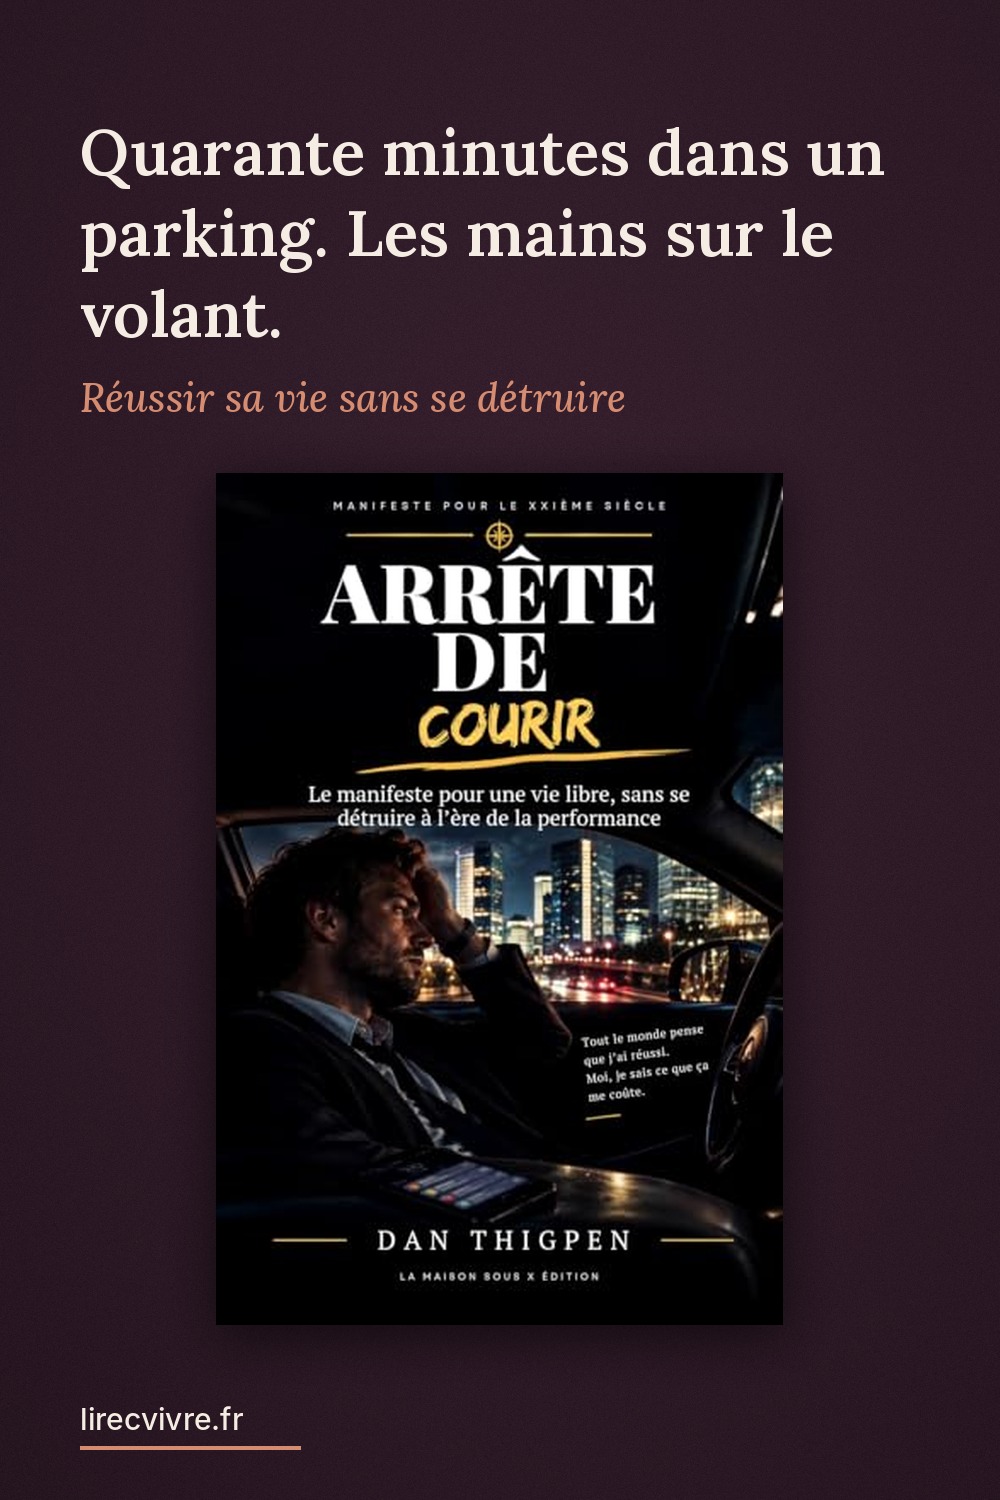 Quarante minutes dans un
parking. Les mains sur le
volant.
Réussir sa vie sans se détruire
MANIFESTE POUR LE XXIÈME SIÈCLE
ARRÊTE
DE
COURIR
Le manifeste pour une vie libre, sans se
détruire à l'ère de la performance
Tout le monde pense
que j'ai réussi.
Moi, je sais ce que ça
me coûte.
DAN THIGPEN
LA MAISON SOUS X ÉDITION
lirecvivre.fr